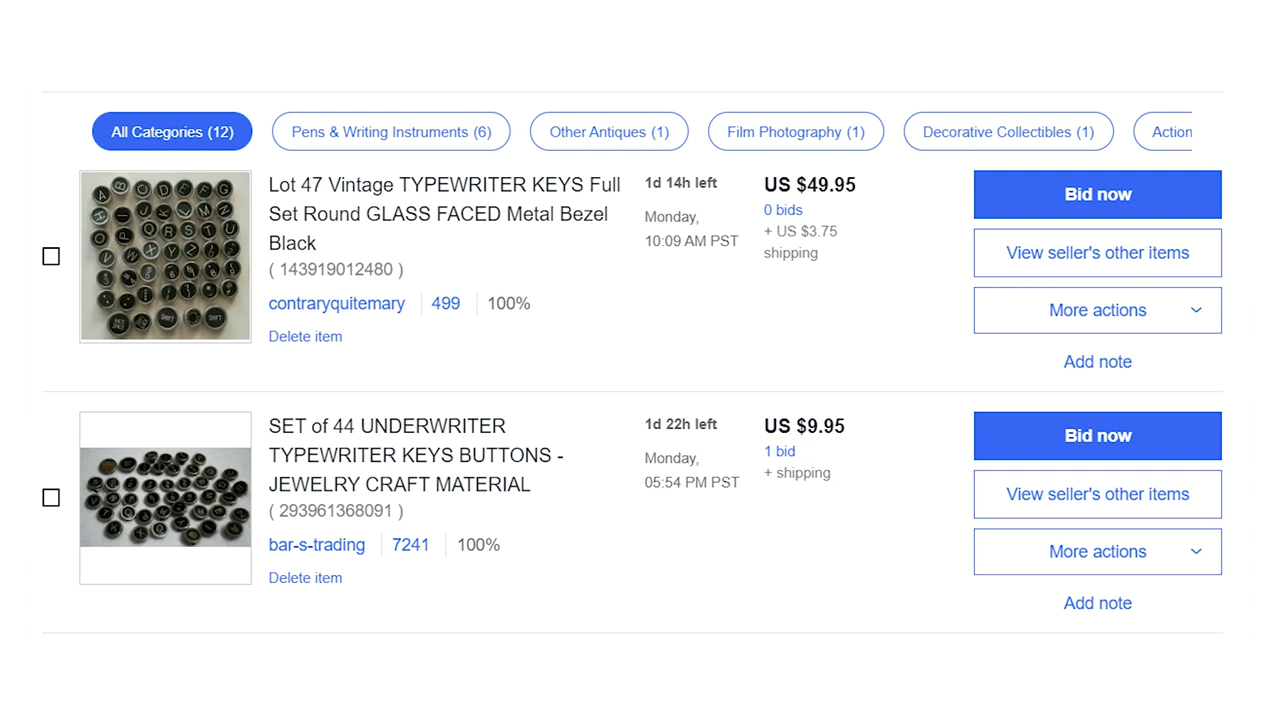 All Categories (12)
Pens & Writing Instruments (6)
Other Antiques (1)
Film Photography (1)
Decorative Collectibles (1)
Action
Lot 47 Vintage TYPEWRITER KEYS Full
Set Round GLASS FACED Metal Bezel
Black
( 143919012480 )
contraryquitemary 499 100%
Delete item
1d 14h left
Monday,
10:09 AM PST
US $49.95
0 bids
+ US $3.75
shipping
Bid now
View seller's other items
More actions
Add note
SET of 44 UNDERWRITER
TYPEWRITER KEYS BUTTONS -
JEWELRY CRAFT MATERIAL
( 293961368091 )
bar-s-trading 7241 100%
Delete item
1d 22h left
Monday,
05:54 PM PST
US $9.95
1 bid
+ shipping
Bid now
View seller's other items
More actions
Add note